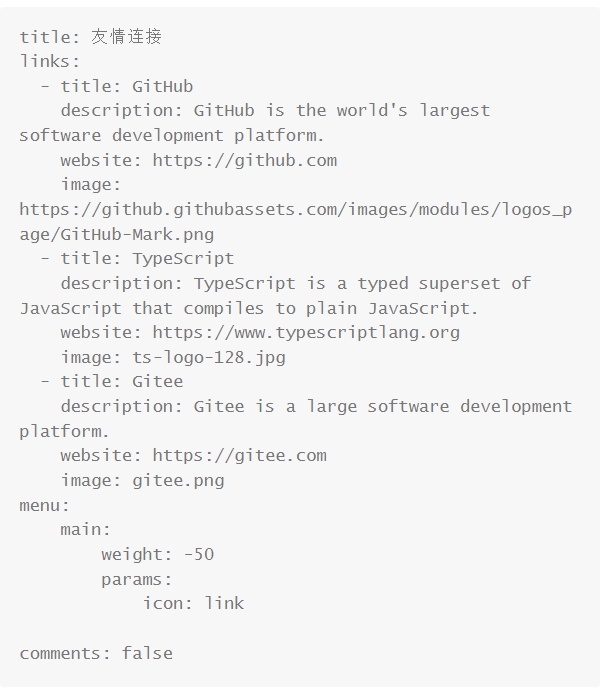 title: 友情连接
links:
  - title: GitHub
    description: GitHub is the world's largest
software development platform.
    website: https://github.com
    image:
https://github.githubassets.com/images/modules/logos_p
age/GitHub-Mark.png
  - title: TypeScript
    description: TypeScript is a typed superset of
JavaScript that compiles to plain JavaScript.
    website: https://www.typescriptlang.org
    image: ts-logo-128.jpg
  - title: Gitee
    description: Gitee is a large software development
platform.
    website: https://gitee.com
    image: gitee.png
menu:
    main:
        weight: -50
        params:
            icon: link

comments: false